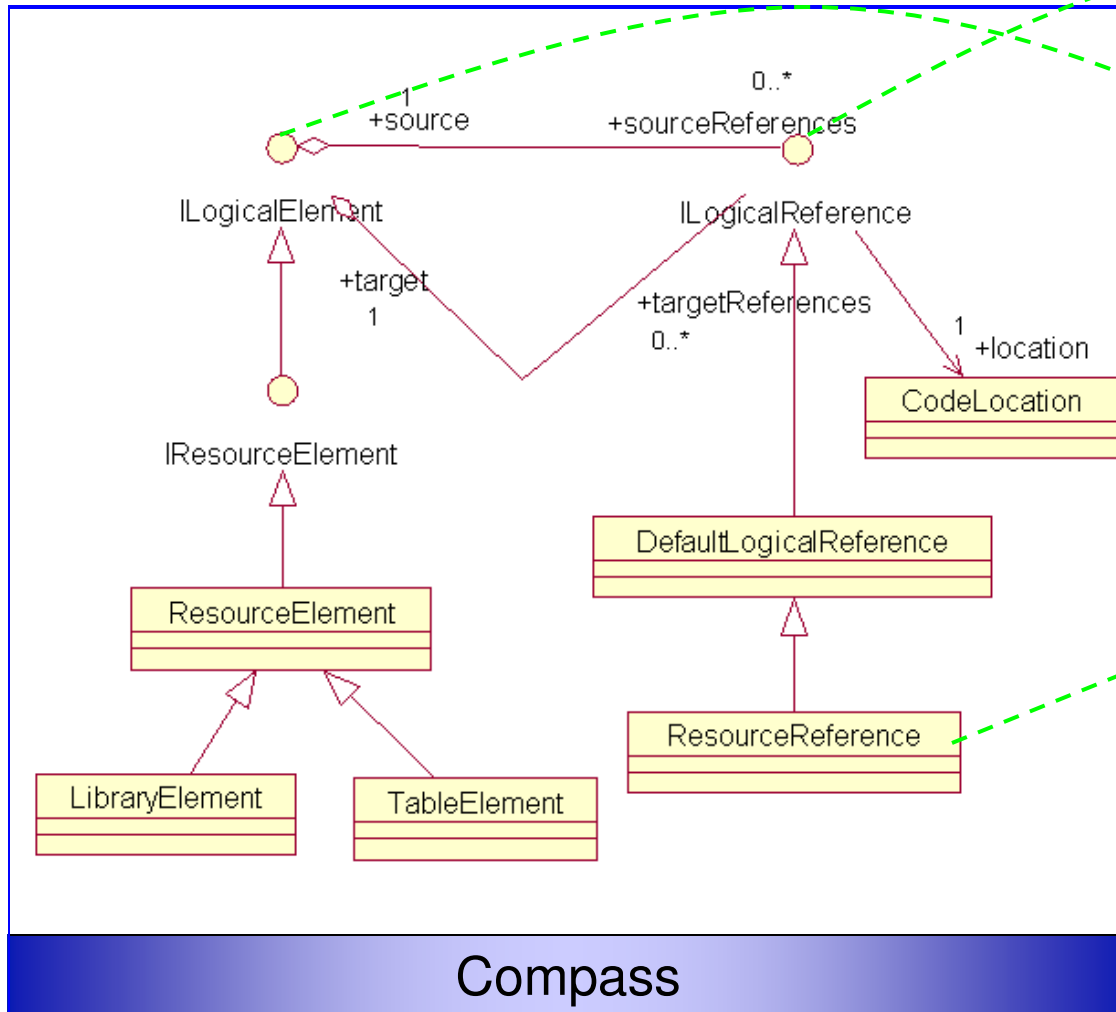 1
0..*
+source
+sourceReferences
ILogicalElement
ILogicalReference
+target
+targetReferences
1
0..*
1
+location
CodeLocation
IResourceElement
DefaultLogicalReference
ResourceElement
ResourceReference
LibraryElement
TableElement
Compass